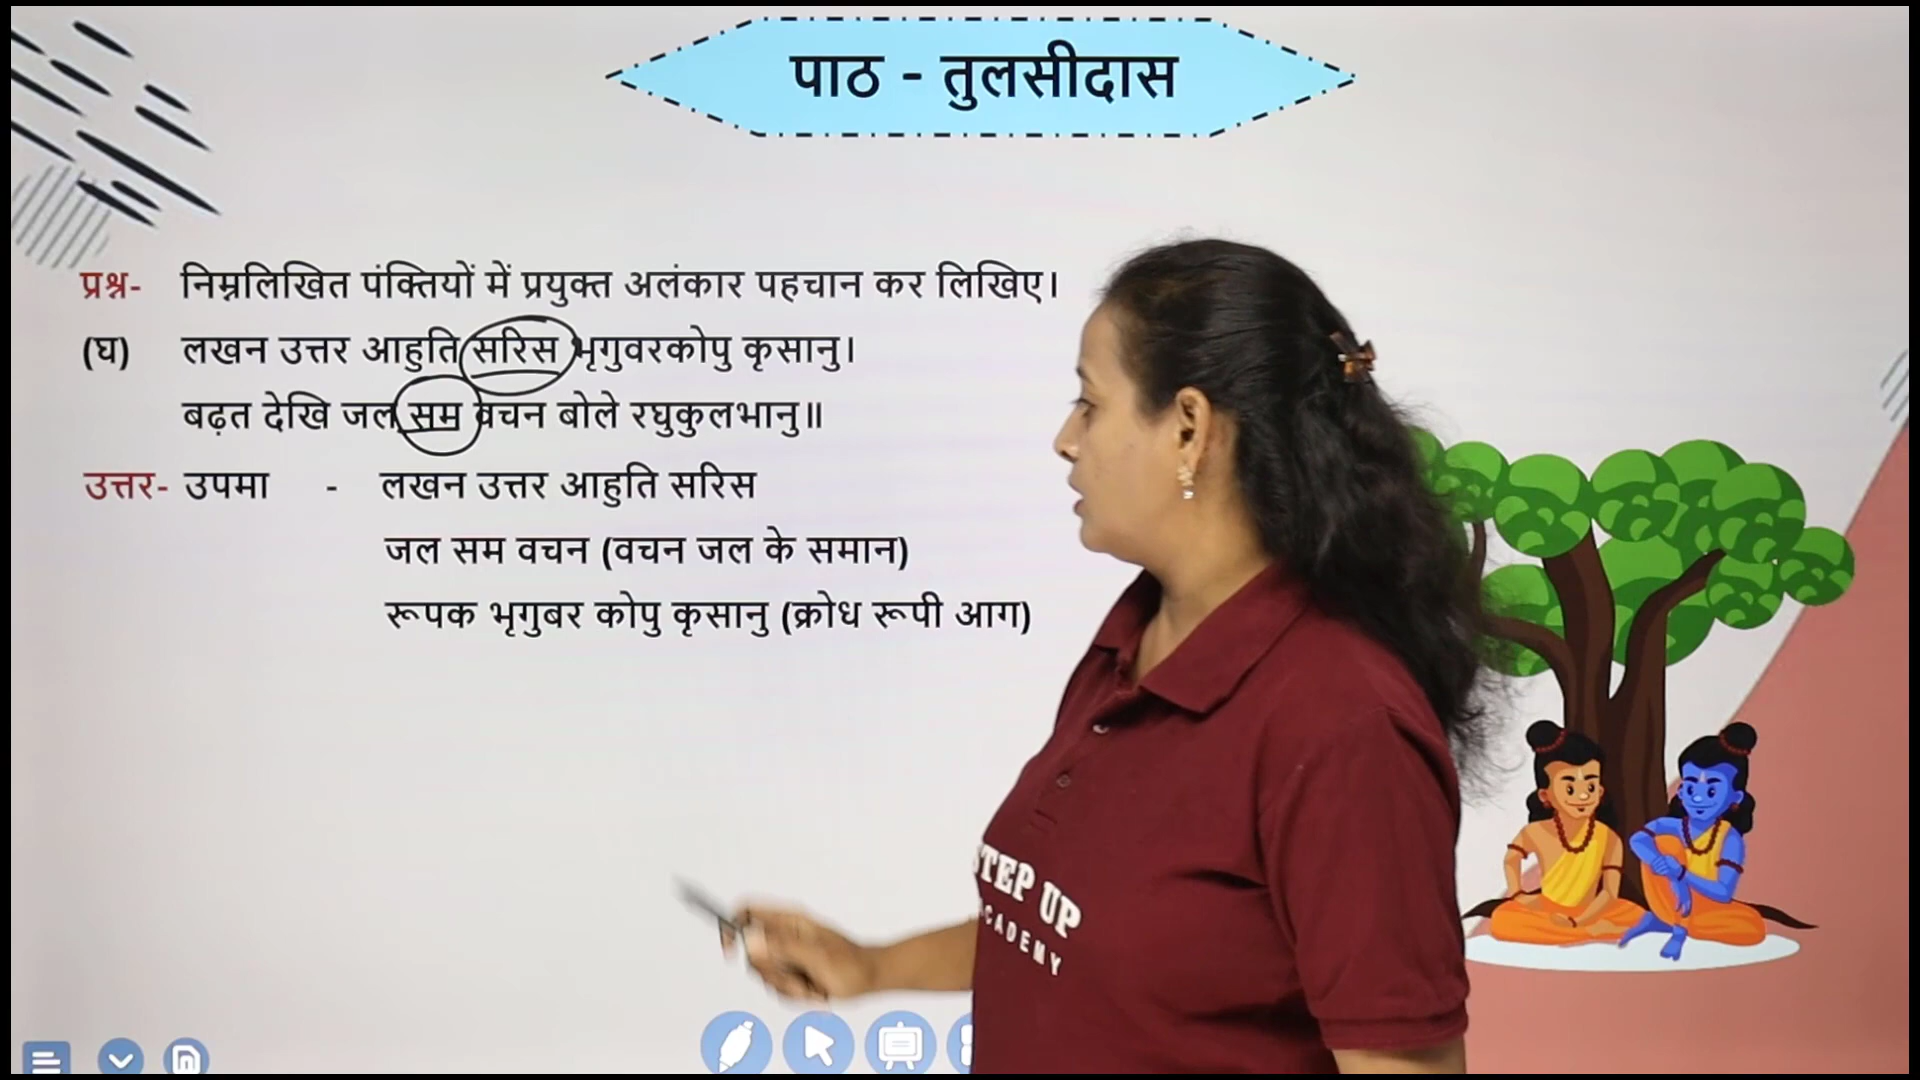 पाठ - तुलसीदास
प्रश्न- निम्नलिखित पंक्तियों में प्रयुक्त अलंकार पहचान कर लिखिए।
(घ) लखन उत्तर आहुति सरिस भृगुवरकोपु कृसानु।
बढ़त देखि जल सम वचन बोले रघुकुलभानु॥
उत्तर- उपमा - लखन उत्तर आहुति सरिस
जल सम वचन (वचन जल के समान)
रूपक भृगुबर कोपु कृसानु (क्रोध रूपी आग)
STEP UP
ACADEMY